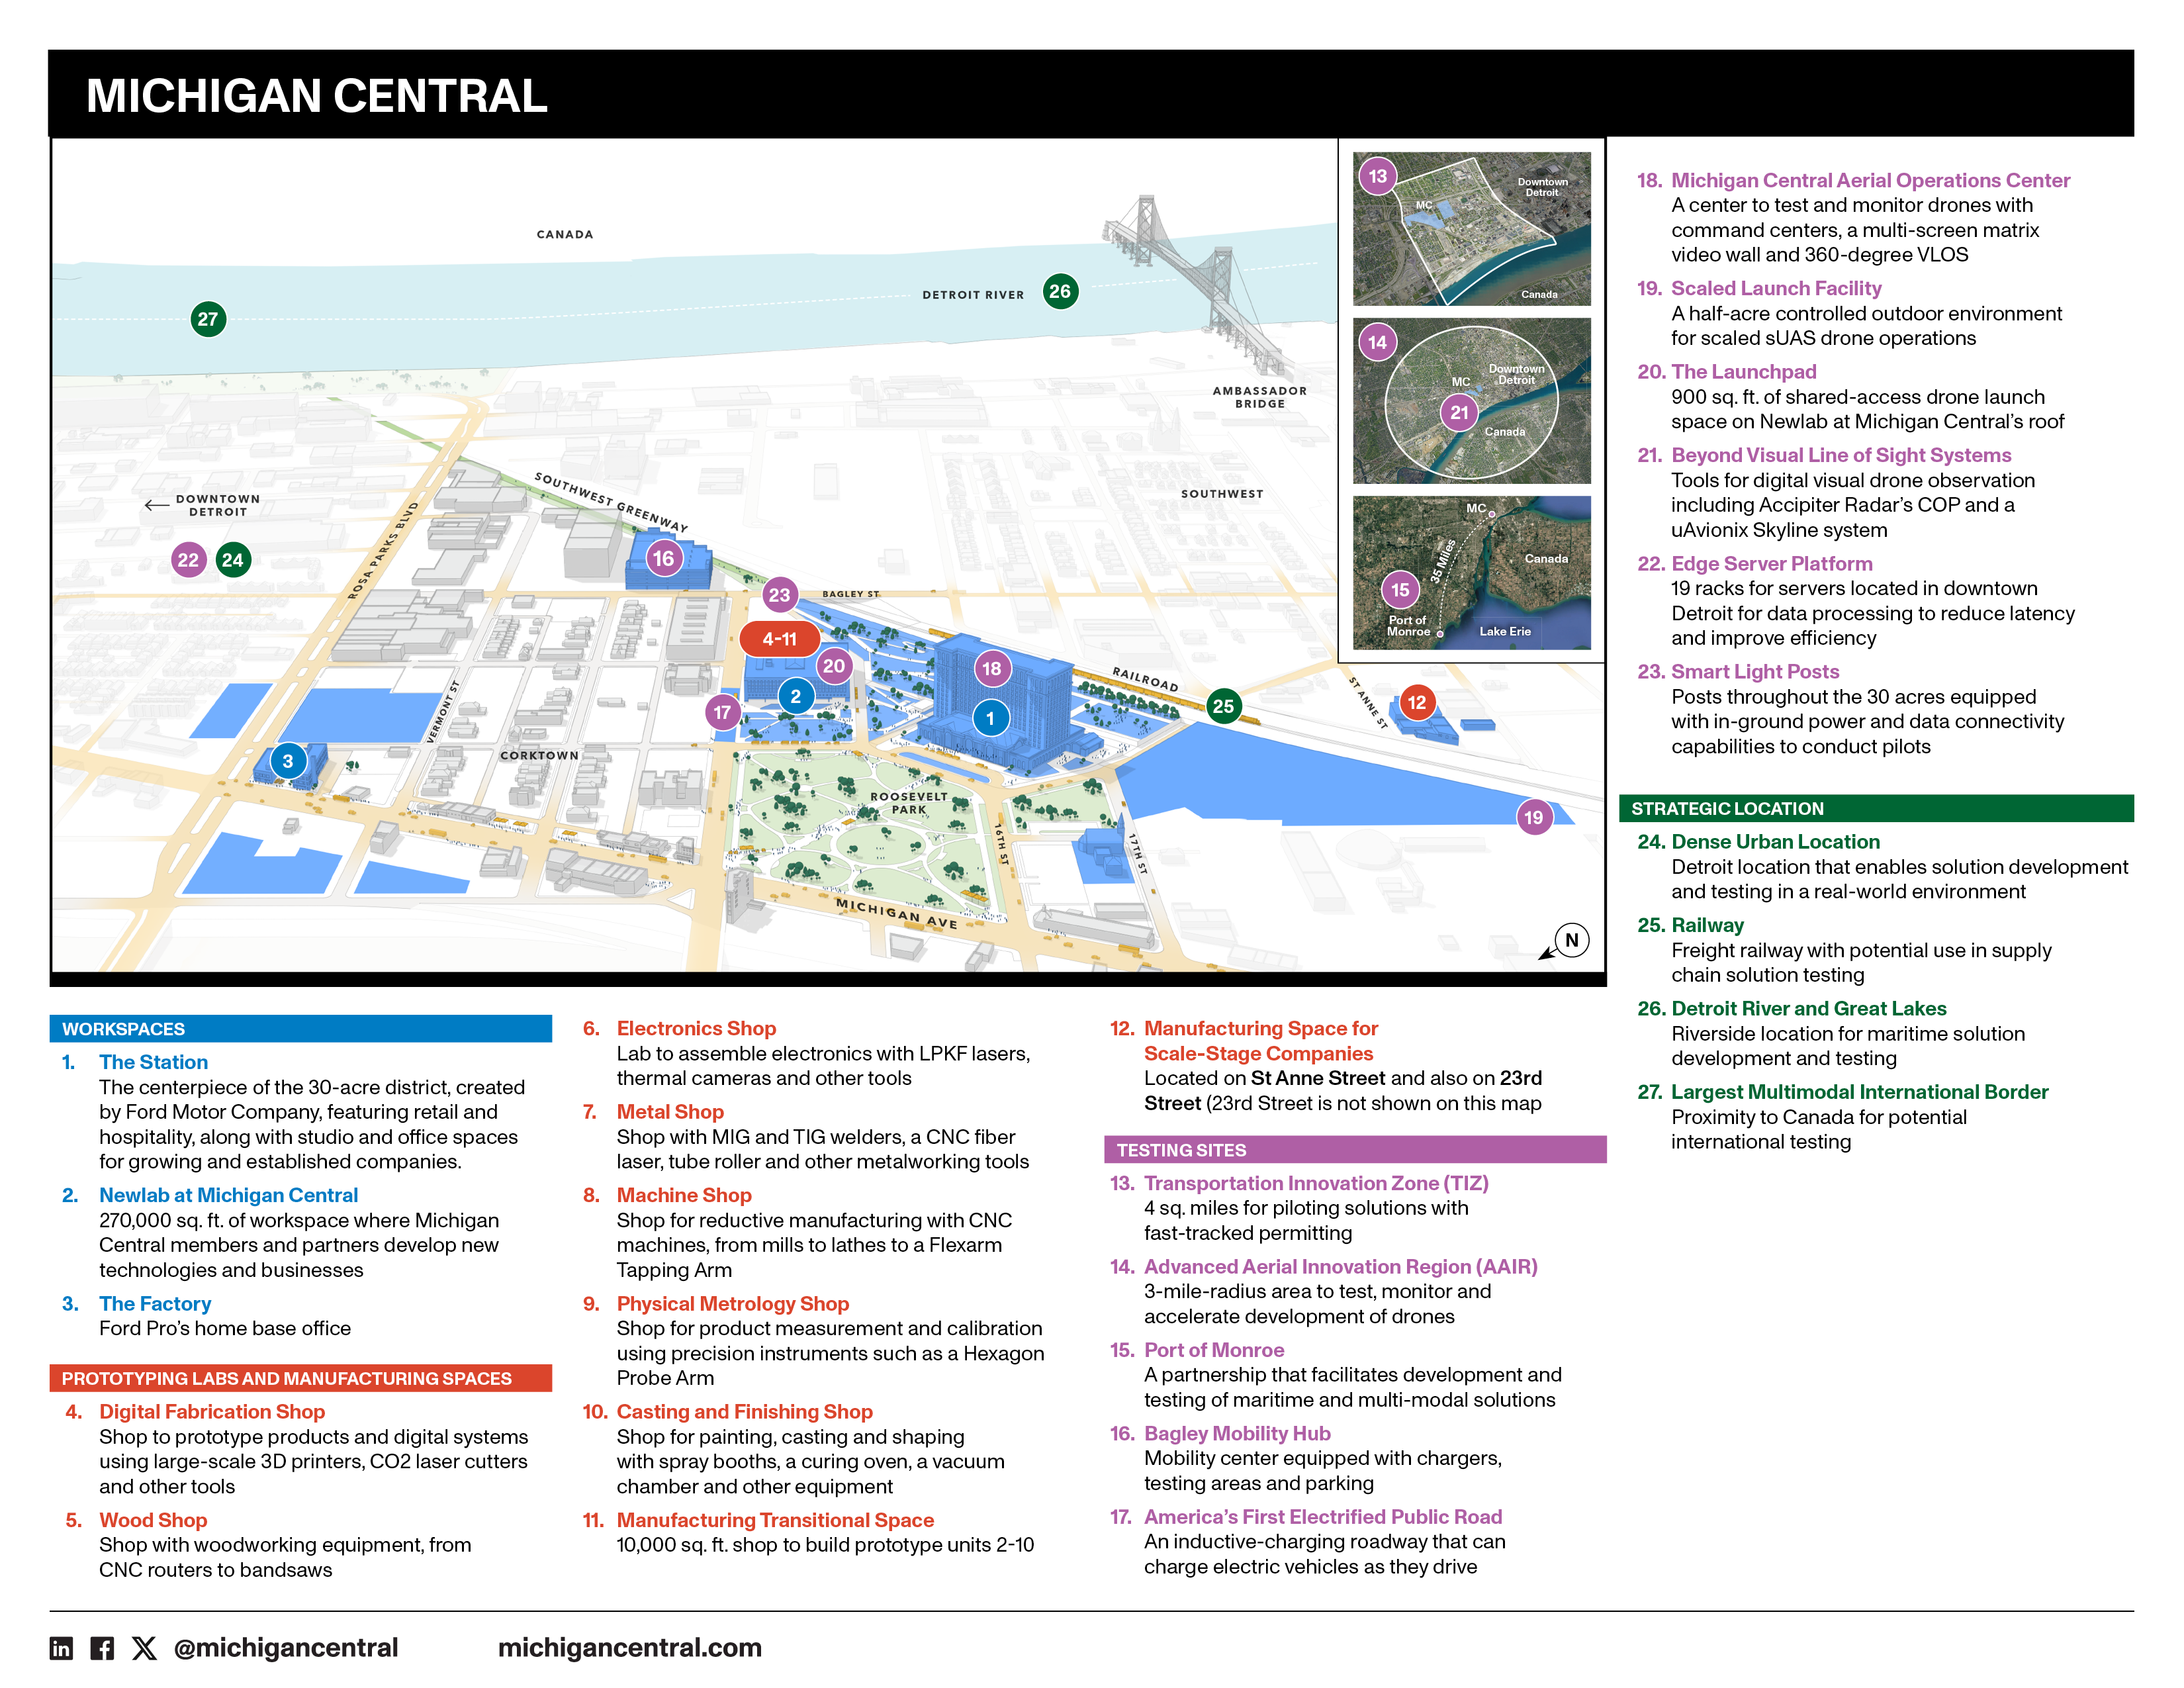 MICHIGAN CENTRAL
CANADA
DETROIT RIVER
26
27
AMBASSADOR
BRIDGE
SOUTHWEST
SOUTHWEST GREENWAY
DOWNTOWN
DETROIT
22
24
ROSA PARKS BLVD
16
23
BAGLEY ST
4-11
20
2
17
18
1
RAILROAD
25
ST ANNE ST
12
19
VERMONT ST
3
CORKTOWN
ROOSEVELT
PARK
16TH ST
17TH ST
MICHIGAN AVE
N
13
Downtown
Detroit
MC
Canada
14
Downtown
Detroit
MC
21
Canada
MC
35 Miles
Canada
15
Port of
Monroe
Lake Erie
WORKSPACES
1. The Station
The centerpiece of the 30-acre district, created
by Ford Motor Company, featuring retail and
hospitality, along with studio and office spaces
for growing and established companies.
2. Newlab at Michigan Central
270,000 sq. ft. of workspace where Michigan
Central members and partners develop new
technologies and businesses
3. The Factory
Ford Pro's home base office
PROTOTYPING LABS AND MANUFACTURING SPACES
4. Digital Fabrication Shop
Shop to prototype products and digital systems
using large-scale 3D printers, CO2 laser cutters
and other tools
5. Wood Shop
Shop with woodworking equipment, from
CNC routers to bandsaws
6. Electronics Shop
Lab to assemble electronics with LPKF lasers,
thermal cameras and other tools
7. Metal Shop
Shop with MIG and TIG welders, a CNC fiber
laser, tube roller and other metalworking tools
8. Machine Shop
Shop for reductive manufacturing with CNC
machines, from mills to lathes to a Flexarm
Tapping Arm
9. Physical Metrology Shop
Shop for product measurement and calibration
using precision instruments such as a Hexagon
Probe Arm
10. Casting and Finishing Shop
Shop for painting, casting and shaping
with spray booths, a curing oven, a vacuum
chamber and other equipment
11. Manufacturing Transitional Space
10,000 sq. ft. shop to build prototype units 2-10
12. Manufacturing Space for
Scale-Stage Companies
Located on St Anne Street and also on 23rd
Street (23rd Street is not shown on this map
TESTING SITES
13. Transportation Innovation Zone (TIZ)
4 sq. miles for piloting solutions with
fast-tracked permitting
14. Advanced Aerial Innovation Region (AAIR)
3-mile-radius area to test, monitor and
accelerate development of drones
15. Port of Monroe
A partnership that facilitates development and
testing of maritime and multi-modal solutions
16. Bagley Mobility Hub
Mobility center equipped with chargers,
testing areas and parking
17. America's First Electrified Public Road
An inductive-charging roadway that can
charge electric vehicles as they drive
18. Michigan Central Aerial Operations Center
A center to test and monitor drones with
command centers, a multi-screen matrix
video wall and 360-degree VLOS
19. Scaled Launch Facility
A half-acre controlled outdoor environment
for scaled sUAS drone operations
20. The Launchpad
900 sq. ft. of shared-access drone launch
space on Newlab at Michigan Central's roof
21. Beyond Visual Line of Sight Systems
Tools for digital visual drone observation
including Accipiter Radar's COP and a
uAvionix Skyline system
22. Edge Server Platform
19 racks for servers located in downtown
Detroit for data processing to reduce latency
and improve efficiency
23. Smart Light Posts
Posts throughout the 30 acres equipped
with in-ground power and data connectivity
capabilities to conduct pilots
STRATEGIC LOCATION
24. Dense Urban Location
Detroit location that enables solution development
and testing in a real-world environment
25. Railway
Freight railway with potential use in supply
chain solution testing
26. Detroit River and Great Lakes
Riverside location for maritime solution
development and testing
27. Largest Multimodal International Border
Proximity to Canada for potential
international testing
@michigancentral
michigancentral.com